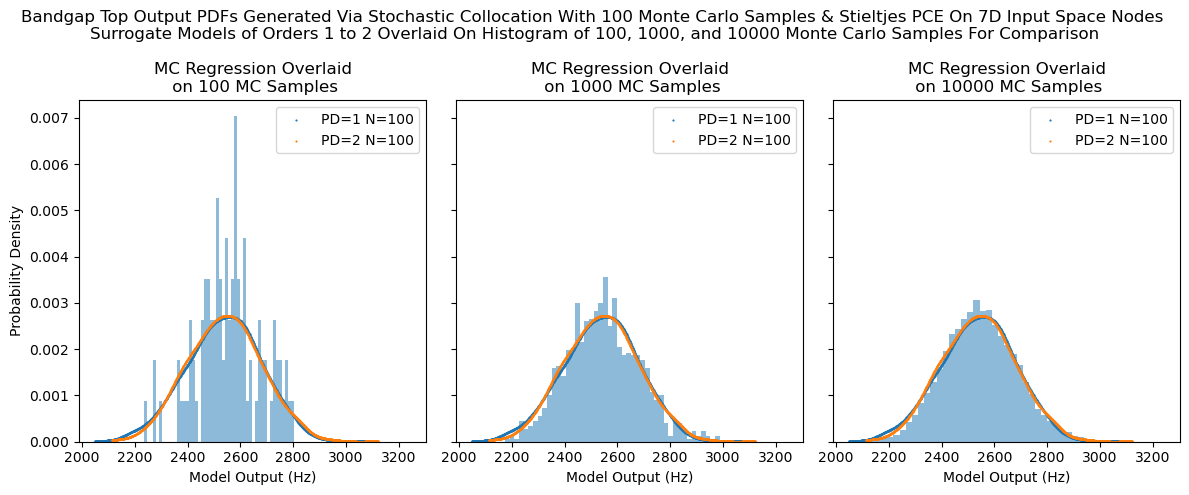 Bandgap Top Output PDFs Generated Via Stochastic Collocation With 100 Monte Carlo Samples & Stieltjes PCE On 7D Input Space Nodes
Surrogate Models of Orders 1 to 2 Overlaid On Histogram of 100, 1000, and 10000 Monte Carlo Samples For Comparison
MC Regression Overlaid
on 100 MC Samples
PD=1 N=100
PD=2 N=100
0.007
0.006
0.005
0.004
0.003
0.002
0.001
0.000
Probability Density
2000 2200 2400 2600 2800 3000 3200
Model Output (Hz)
MC Regression Overlaid
on 1000 MC Samples
PD=1 N=100
PD=2 N=100
2000 2200 2400 2600 2800 3000 3200
Model Output (Hz)
MC Regression Overlaid
on 10000 MC Samples
PD=1 N=100
PD=2 N=100
2000 2200 2400 2600 2800 3000 3200
Model Output (Hz)